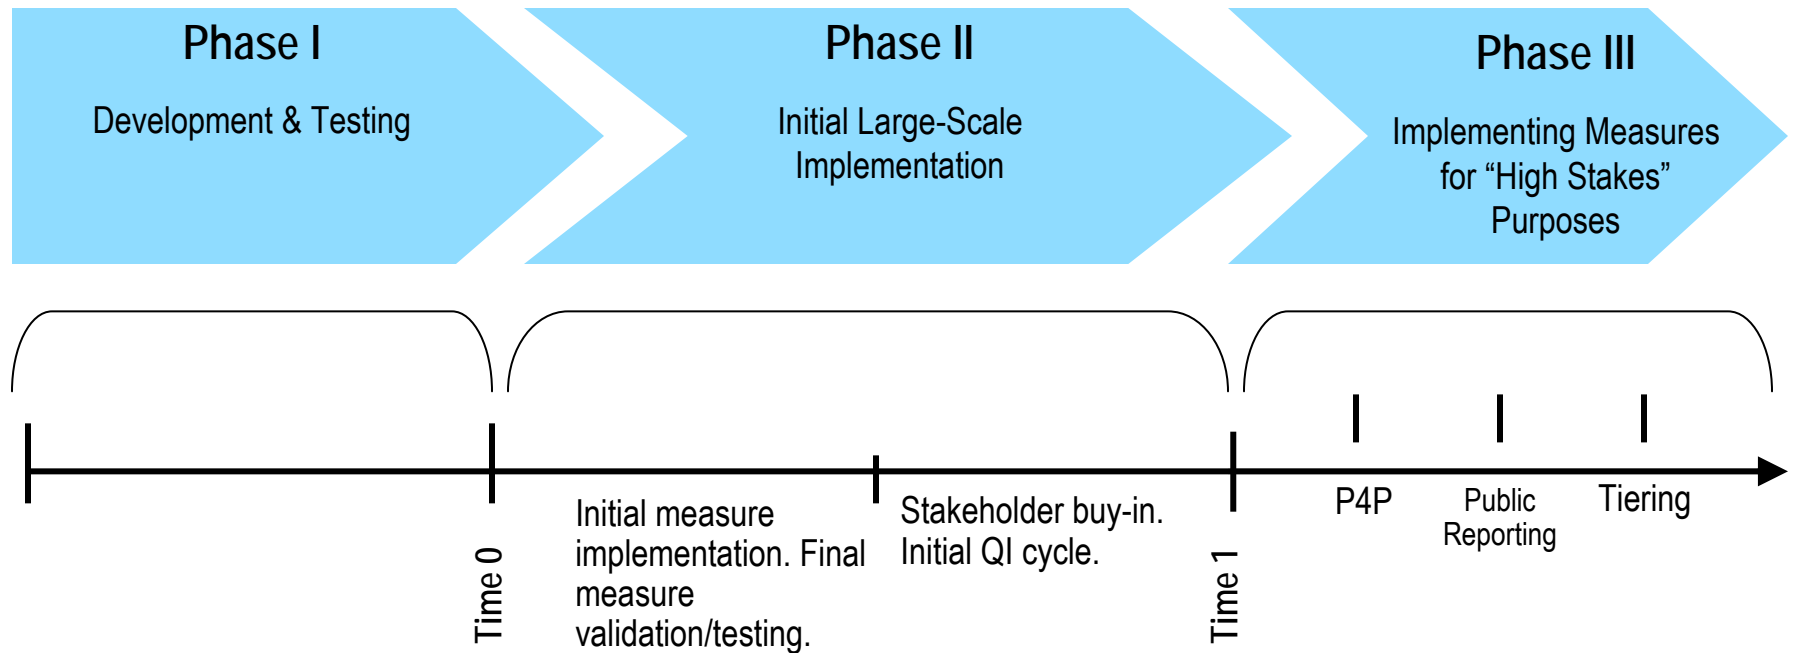 Phase I
Development & Testing
Phase II
Initial Large-Scale
Implementation
Phase III
Implementing Measures
for “High Stakes”
Purposes
Time 0
Initial measure
implementation. Final
measure
validation/testing.
Stakeholder buy-in.
Initial QI cycle.
Time 1
P4P
Public
Reporting
Tiering